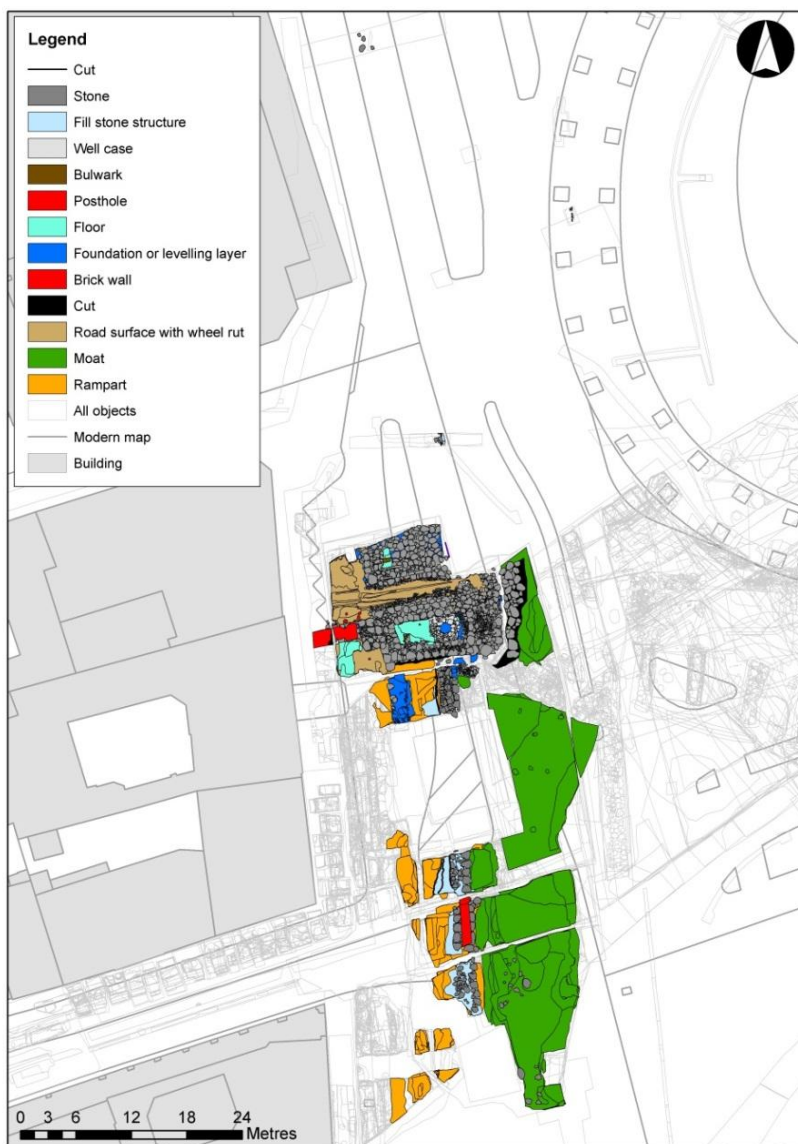 Legend
Cut
Stone
Fill stone structure
Well case
Bulwark
Posthole
Floor
Foundation or levelling layer
Brick wall
Cut
Road surface with wheel rut
Moat
Rampart
All objects
Modern map
Building
0 3 6 12 18 24
Metres